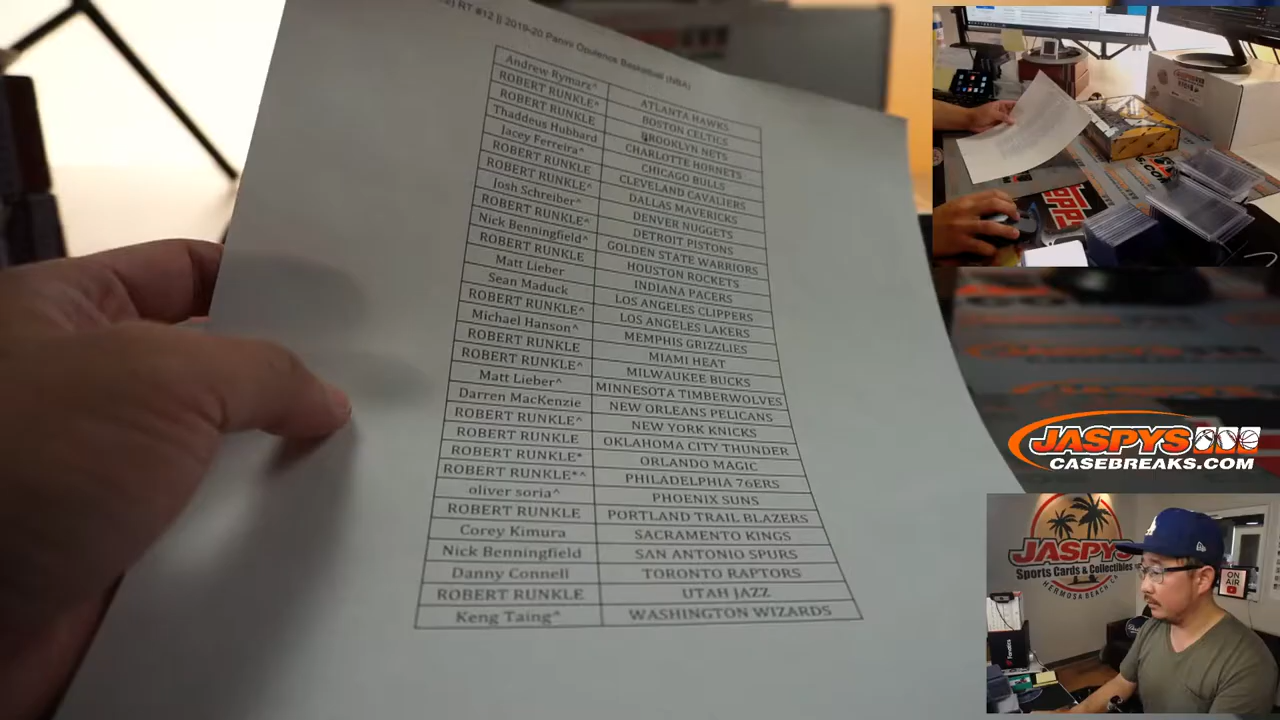 RT #12 || 2019-20 Panini Opulence Basketball (NBA)
Andrew Rymarz^ ATLANTA HAWKS
ROBERT RUNKLE* BOSTON CELTICS
ROBERT RUNKLE BROOKLYN NETS
Thaddeus Hubbard CHARLOTTE HORNETS
Jacey Ferreira^ CHICAGO BULLS
ROBERT RUNKLE CLEVELAND CAVALIERS
ROBERT RUNKLE^ DALLAS MAVERICKS
Josh Schreiber^ DENVER NUGGETS
ROBERT RUNKLE^ DETROIT PISTONS
Nick Benningfield^ GOLDEN STATE WARRIORS
ROBERT RUNKLE HOUSTON ROCKETS
Matt Lieber INDIANA PACERS
Sean Maduck LOS ANGELES CLIPPERS
ROBERT RUNKLE^ LOS ANGELES LAKERS
Michael Hanson^ MEMPHIS GRIZZLIES
ROBERT RUNKLE MIAMI HEAT
ROBERT RUNKLE^ MILWAUKEE BUCKS
Matt Lieber^ MINNESOTA TIMBERWOLVES
Darren MacKenzie NEW ORLEANS PELICANS
ROBERT RUNKLE^ NEW YORK KNICKS
ROBERT RUNKLE OKLAHOMA CITY THUNDER
ROBERT RUNKLE* ORLANDO MAGIC
ROBERT RUNKLE*^ PHILADELPHIA 76ERS
oliver soria^ PHOENIX SUNS
ROBERT RUNKLE PORTLAND TRAIL BLAZERS
Corey Kimura SACRAMENTO KINGS
Nick Benningfield SAN ANTONIO SPURS
Danny Connell TORONTO RAPTORS
ROBERT RUNKLE UTAH JAZZ
Keng Taing^ WASHINGTON WIZARDS
TOPPS
JASPYS
CASEBREAKS.COM
JASPYS
Sports Cards & Collectibles
HERMOSA BEACH, CA
ON
AIR